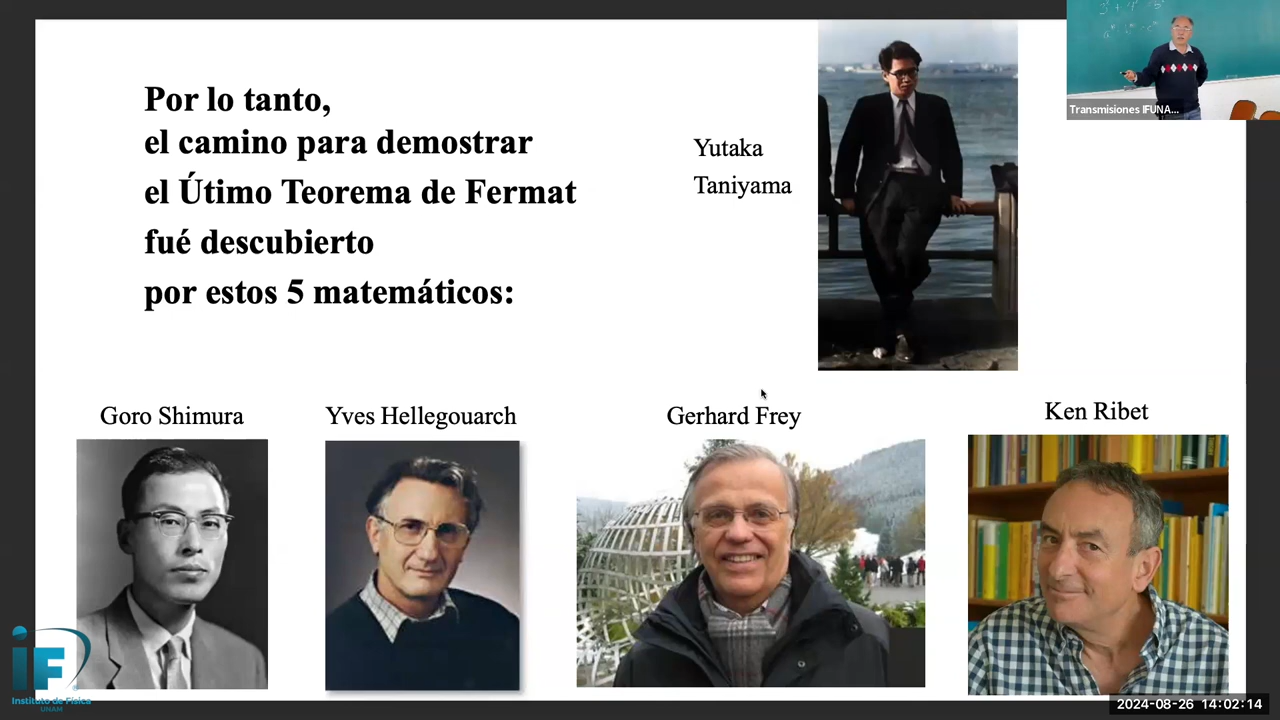 Por lo tanto,
el camino para demostrar
el Útimo Teorema de Fermat
fué descubierto
por estos 5 matemáticos:
Yutaka
Taniyama
Transmisiones IFUNA...
Goro Shimura
Yves Hellegouarch
Gerhard Frey
Ken Ribet
iF
Instituto de Física
UNAM
2024-08-26 14:02:14